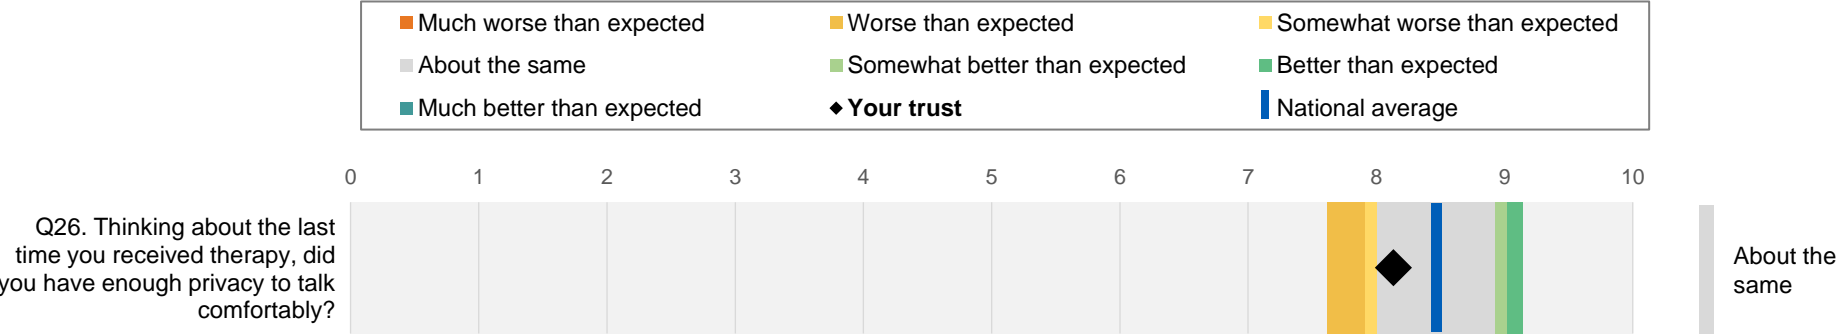 Much worse than expected
Worse than expected
Somewhat worse than expected
About the same
Somewhat better than expected
Better than expected
Much better than expected
Your trust
National average
0 1 2 3 4 5 6 7 8 9 10
Q26. Thinking about the last
time you received therapy, did
you have enough privacy to talk
comfortably?
About the
same